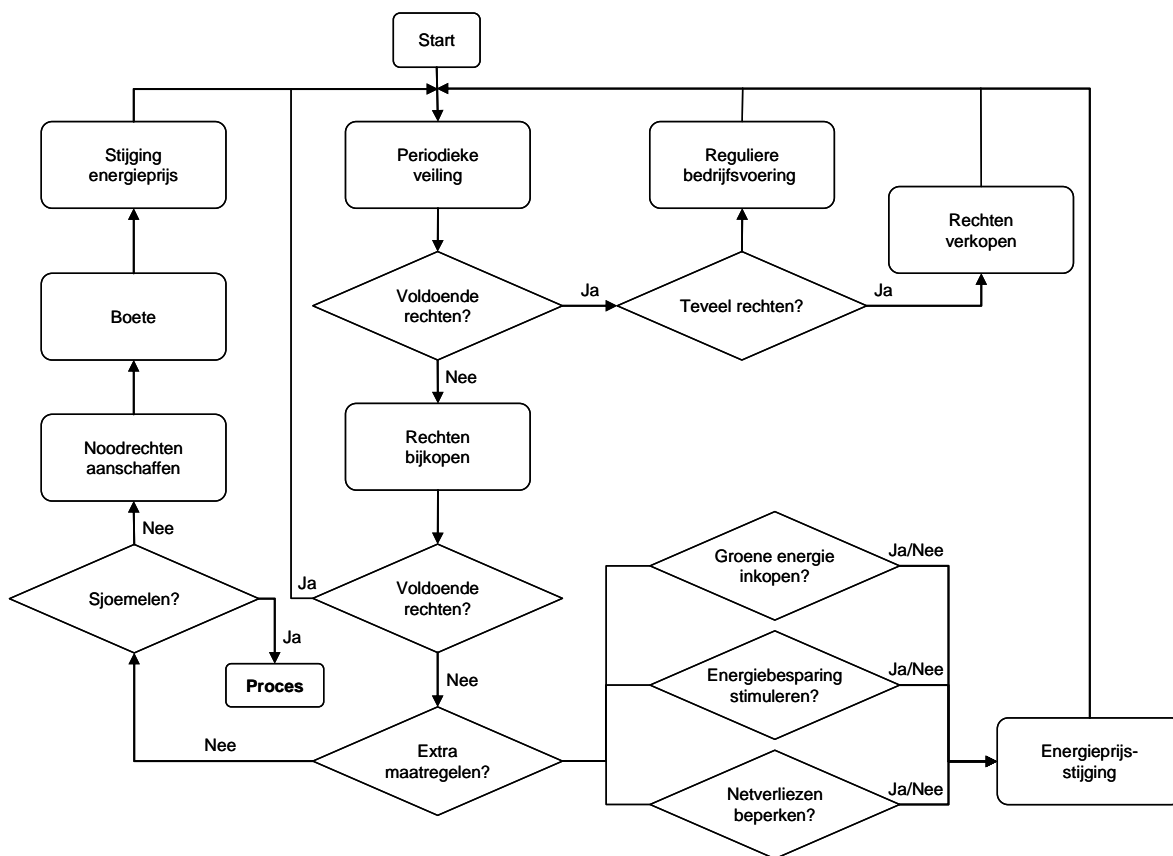 Start
Stijging
energieprijs
Periodieke
veiling
Reguliere
bedrijfsvoering
Rechten
verkopen
Boete
Voldoende
rechten?
Ja
Teveel rechten?
Ja
Nee
Noodrechten
aanschaffen
Rechten
bijkopen
Nee
Sjoemelen?
Ja
Voldoende
rechten?
Groene energie
inkopen?
Ja/Nee
Ja
Proces
Nee
Energiebesparing
stimuleren?
Ja/Nee
Nee
Extra
maatregelen?
Netverliezen
beperken?
Ja/Nee
Energieprijs-
stijging